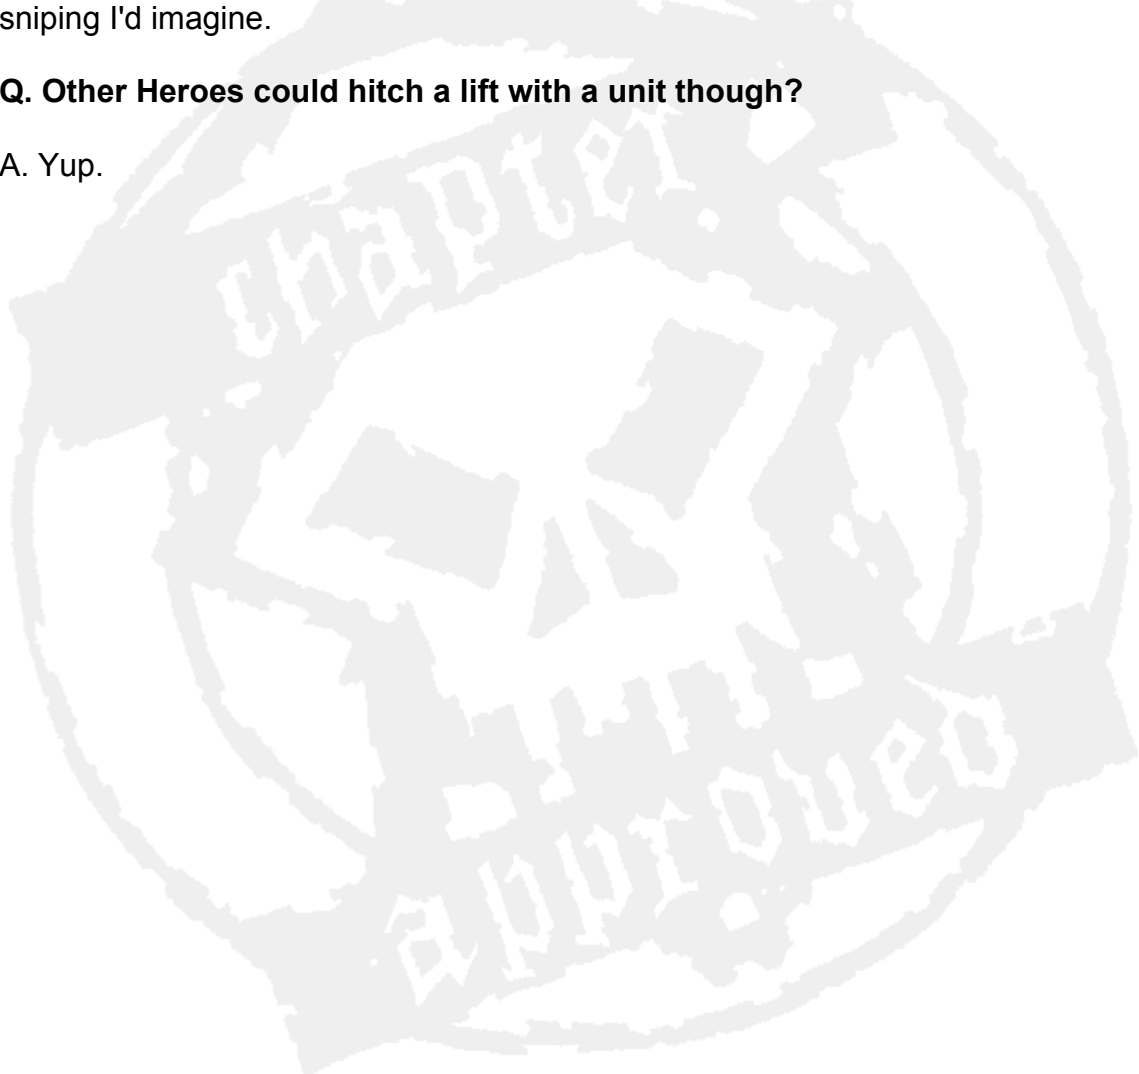 sniping I'd imagine.
Q. Other Heroes could hitch a lift with a unit though?
A. Yup.
chapter
approved